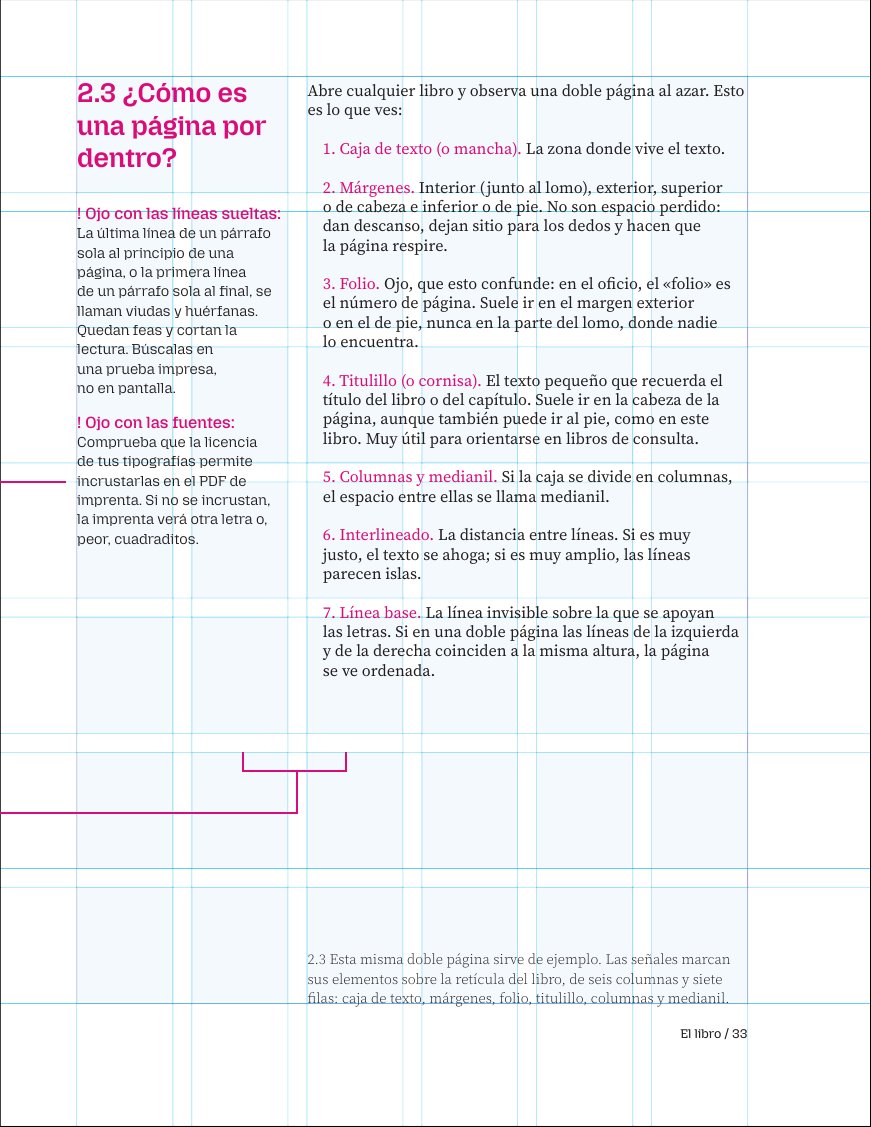 2.3 ¿Cómo es
una página por
dentro?
! Ojo con las líneas sueltas:
La última línea de un párrafo
sola al principio de una
página, o la primera línea
de un párrafo sola al final, se
llaman viudas y huérfanas.
Quedan feas y cortan la
lectura. Búscalas en
una prueba impresa,
no en pantalla.
! Ojo con las fuentes:
Comprueba que la licencia
de tus tipografías permite
incrustarlas en el PDF de
imprenta. Si no se incrustan,
la imprenta verá otra letra o,
peor, cuadraditos.
Abre cualquier libro y observa una doble página al azar. Esto
es lo que ves:
1. Caja de texto (o mancha). La zona donde vive el texto.
2. Márgenes. Interior (junto al lomo), exterior, superior
o de cabeza e inferior o de pie. No son espacio perdido:
dan descanso, dejan sitio para los dedos y hacen que
la página respire.
3. Folio. Ojo, que esto confunde: en el oficio, el «folio» es
el número de página. Suele ir en el margen exterior
o en el de pie, nunca en la parte del lomo, donde nadie
lo encuentra.
4. Titulillo (o cornisa). El texto pequeño que recuerda el
título del libro o del capítulo. Suele ir en la cabeza de la
página, aunque también puede ir al pie, como en este
libro. Muy útil para orientarse en libros de consulta.
5. Columnas y medianil. Si la caja se divide en columnas,
el espacio entre ellas se llama medianil.
6. Interlineado. La distancia entre líneas. Si es muy
justo, el texto se ahoga; si es muy amplio, las líneas
parecen islas.
7. Línea base. La línea invisible sobre la que se apoyan
las letras. Si en una doble página las líneas de la izquierda
y de la derecha coinciden a la misma altura, la página
se ve ordenada.
2.3 Esta misma doble página sirve de ejemplo. Las señales marcan
sus elementos sobre la retícula del libro, de seis columnas y siete
filas: caja de texto, márgenes, folio, titulillo, columnas y medianil.
El libro / 33